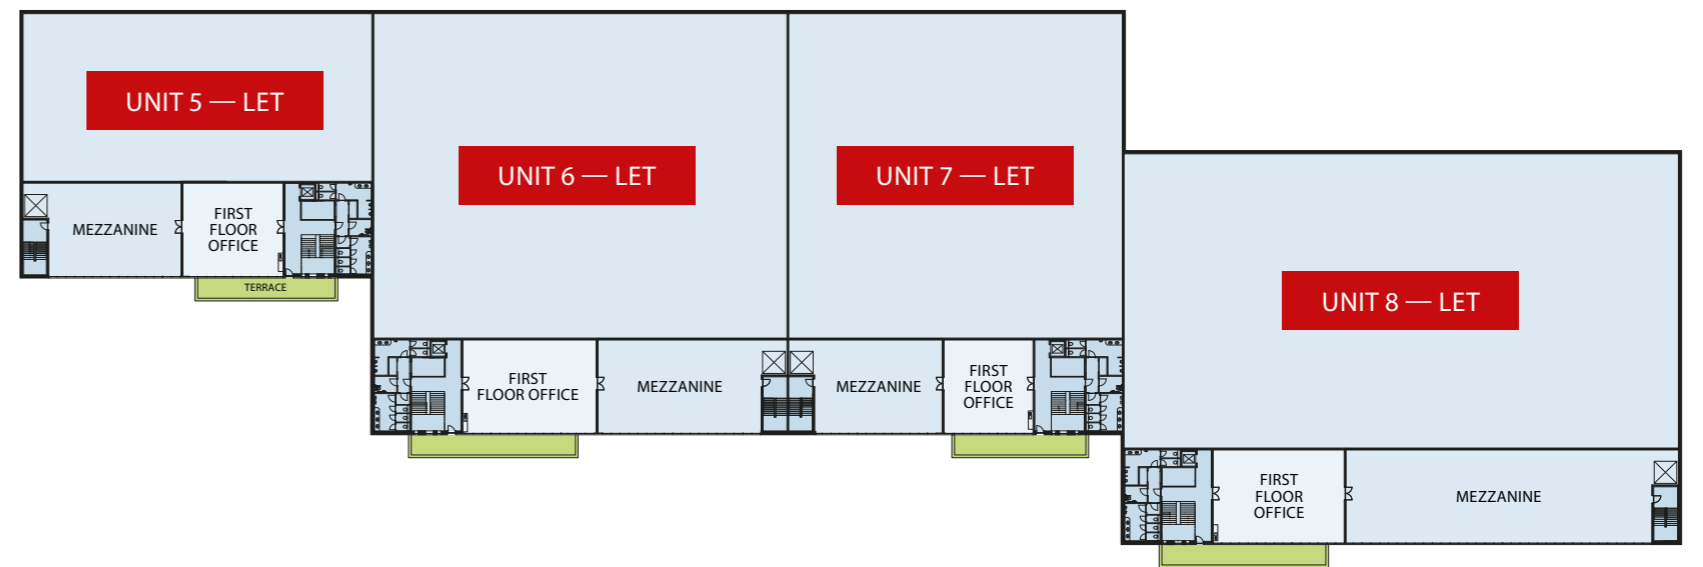 UNIT 5 — LET
UNIT 6 — LET
UNIT 7 — LET
UNIT 8 — LET
MEZZANINE
FIRST
FLOOR
OFFICE
TERRACE
FIRST
FLOOR OFFICE
MEZZANINE
MEZZANINE
FIRST
FLOOR
OFFICE
FIRST
FLOOR
OFFICE
MEZZANINE